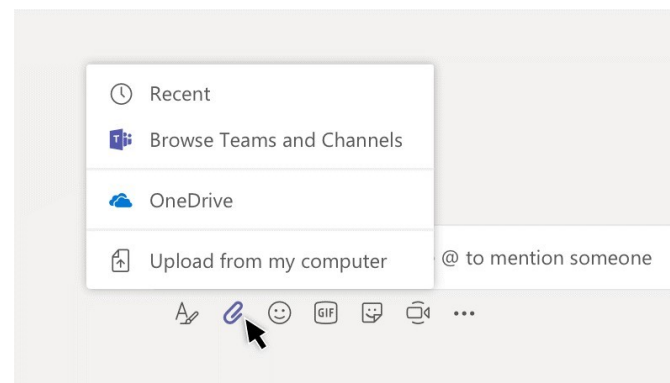 Recent
Browse Teams and Channels
OneDrive
Upload from my computer
@ to mention someone
GIF